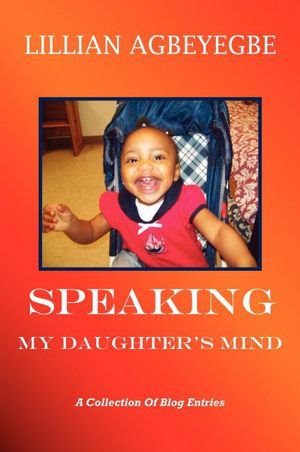 LILLIAN AGBEYEGBE
SPEAKING
MY DAUGHTER'S MIND
A Collection Of Blog Entries